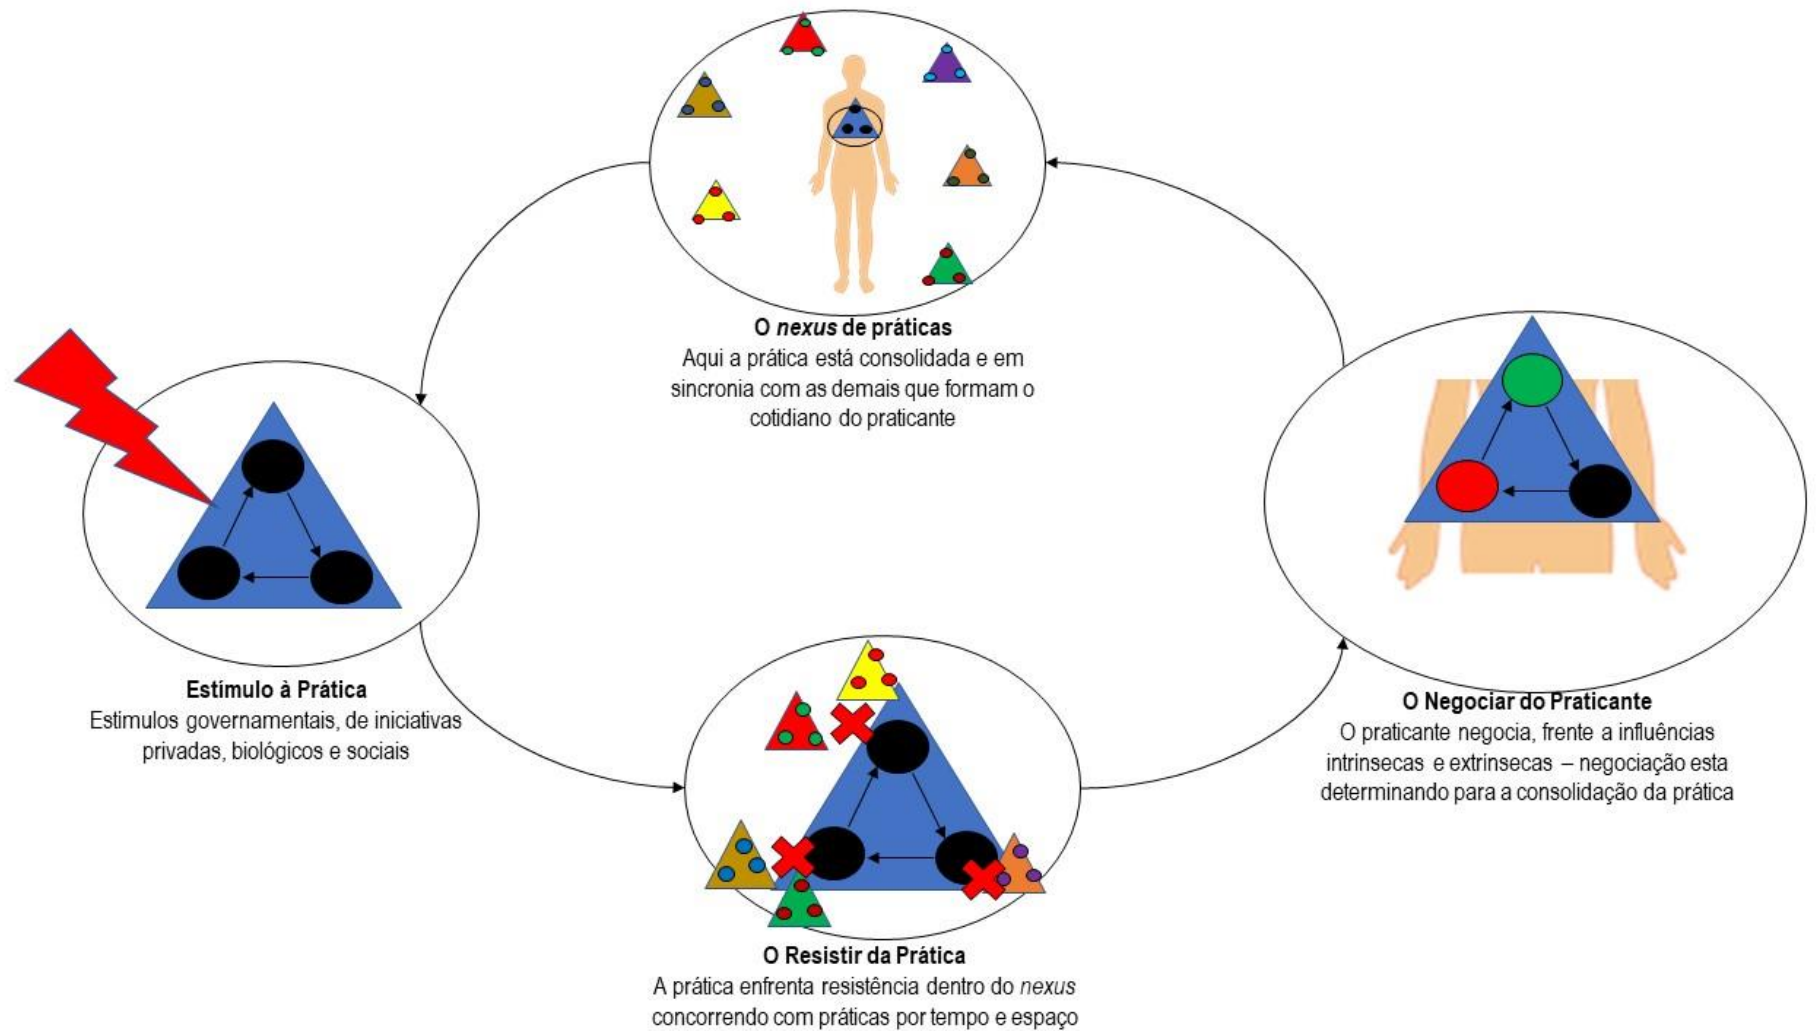 O nexus de práticas
Aqui a prática está consolidada e em
sincronia com as demais que formam o
cotidiano do praticante
Estímulo à Prática
Estimulos governamentais, de iniciativas
privadas, biológicos e sociais
O Negociar do Praticante
O praticante negocia, frente a influências
intrinsecas e extrinsecas – negociação esta
determinando para a consolidação da prática
O Resistir da Prática
A prática enfrenta resistência dentro do nexus
concorrendo com práticas por tempo e espaço